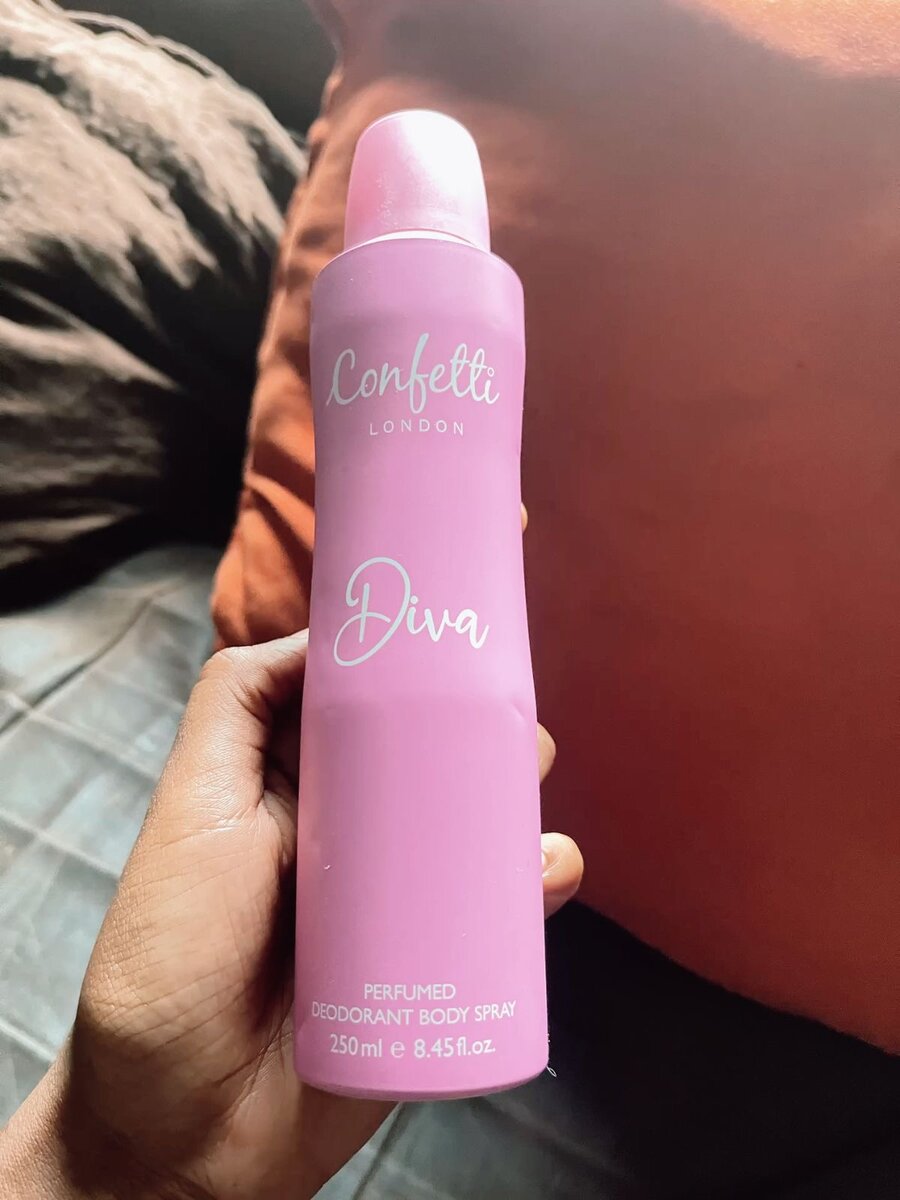 Confetti
LONDON
Diva
PERFUMED
DEODORANT BODY SPRAY
250ml e 8.45fl.oz.